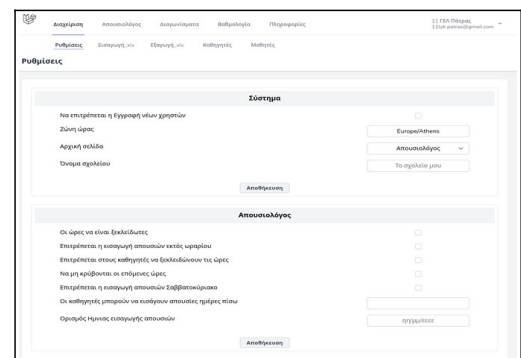 Διαχείριση Απουσιολόγος Διαγωνίσματα Βαθμολογία Πληροφορίες
11 ΓΕΛ Πάτρας
11lyk.patras@gmail.com
Ρυθμίσεις Εισαγωγή_xls Εξαγωγή_xls Καθηγητές Μαθητές
Ρυθμίσεις
Σύστημα
Να επιτρέπεται η Εγγραφή νέων χρηστών
Ζώνη ώρας Europe/Athens
Αρχική σελίδα Απουσιολόγος
Όνομα σχολείου Το σχολείο μου
Αποθήκευση
Απουσιολόγος
Οι ώρες να είναι ξεκλείδωτες
Επιτρέπεται η εισαγωγή απουσιών εκτός ωραρίου
Επιτρέπεται στους καθηγητές να ξεκλειδώνουν τις ώρες
Να μη κρύβονται οι επόμενες ώρες
Επιτρέπεται η εισαγωγή απουσιών Σαββατοκύριακο
Οι καθηγητές μπορούν να εισάγουν απουσίες ημέρες πίσω
Ορισμός Ημνιας εισαγωγής απουσιών ηη/μμ/εεεε
Αποθήκευση